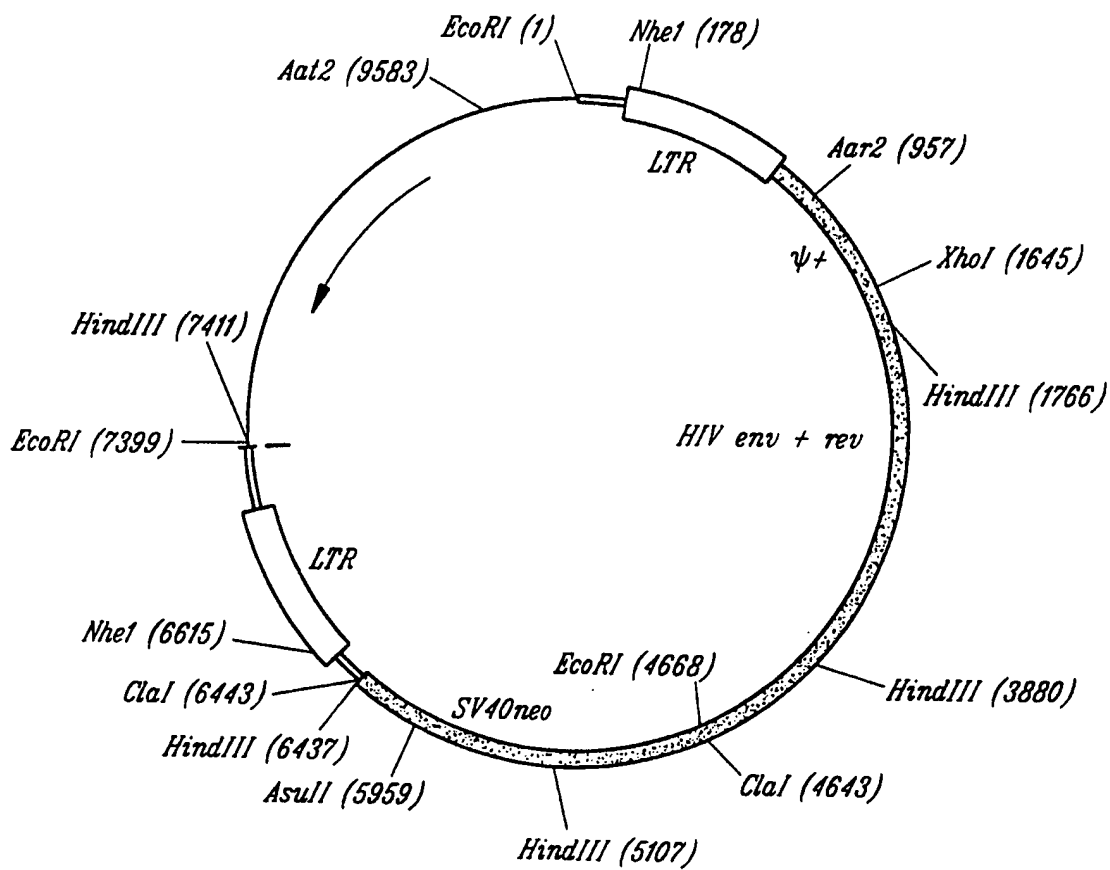 EcoRI (1)
Nhe1 (178)
Aat2 (9583)
LTR
Aar2 (957)
ψ+
XhoI (1645)
HindIII (7411)
HindIII (1766)
EcoRI (7399)
HIV env + rev
LTR
Nhe1 (6615)
EcoRI (4668)
HindIII (3880)
ClaI (6443)
SV40neo
HindIII (6437)
ClaI (4643)
AsuII (5959)
HindIII (5107)